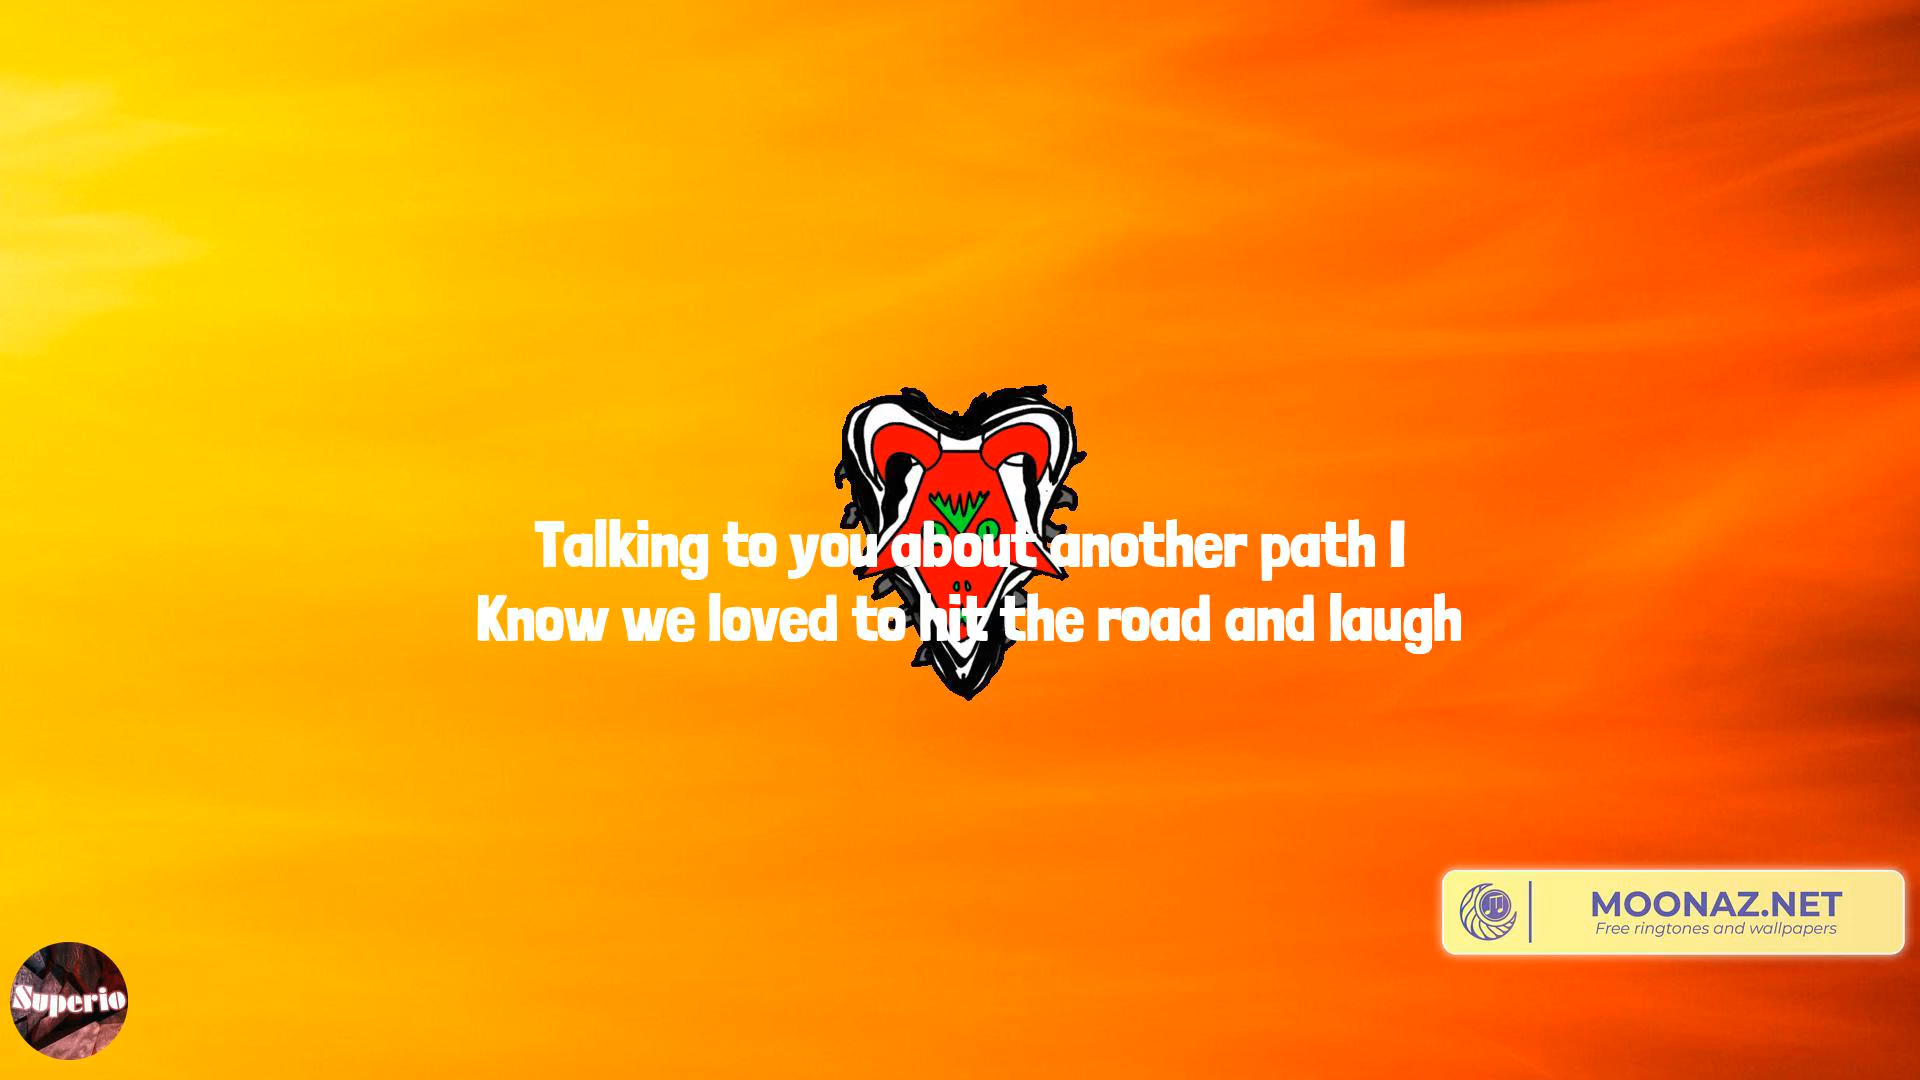 Talking to you about another path I
Know we loved to hit the road and laugh
MOONAZ.NET
Free ringtones and wallpapers
Superio